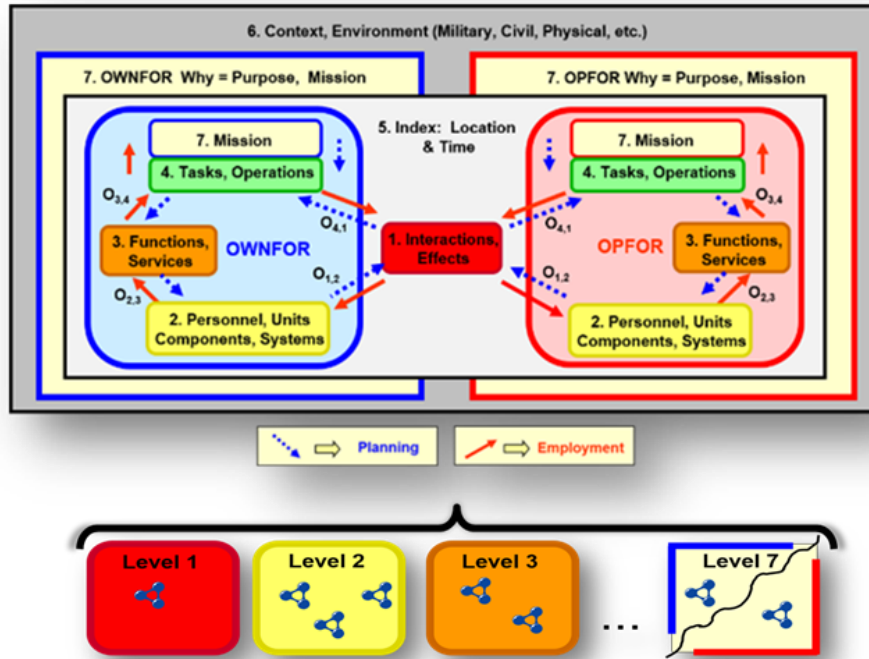 6. Context, Environment (Military, Civil, Physical, etc.)
7. OWNFOR Why = Purpose, Mission
7. OPFOR Why = Purpose, Mission
5. Index: Location
& Time
7. Mission
4. Tasks, Operations
O3,4
O4,1
3. Functions,
Services
OWNFOR
O1,2
O2,3
2. Personnel, Units
Components, Systems
1. Interactions,
Effects
7. Mission
4. Tasks, Operations
O3,4
O4,1
OPFOR
3. Functions,
Services
O1,2
O2,3
2. Personnel, Units
Components, Systems
Planning
Employment
Level 1
Level 2
Level 3
...
Level 7